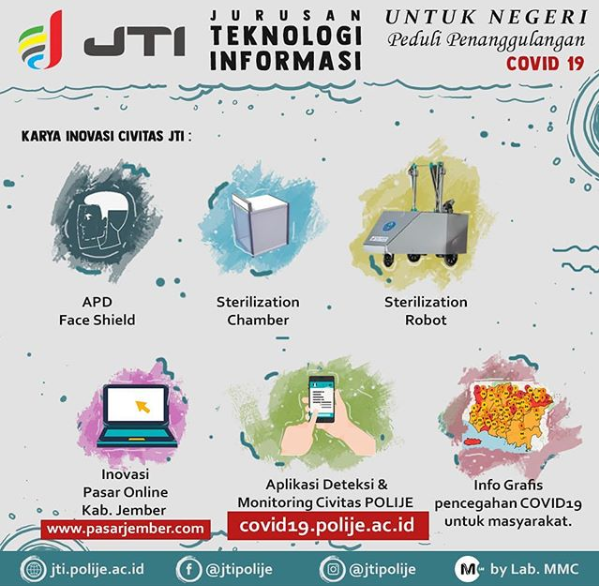 JTI
JURUSAN
TEKNOLOGI
INFORMASI
UNTUK NEGERI
Peduli Penanggulangan
COVID 19
KARYA INOVASI CIVITAS JTI :
APD
Face Shield
Sterilization
Chamber
Sterilization
Robot
Inovasi
Pasar Online
Kab. Jember
www.pasarjember.com
Aplikasi Deteksi &
Monitoring Civitas POLIJE
covid19.polije.ac.id
Info Grafis
pencegahan COVID19
untuk masyarakat.
jti.polije.ac.id
@jtipolije
@jtipolije
M by Lab. MMC